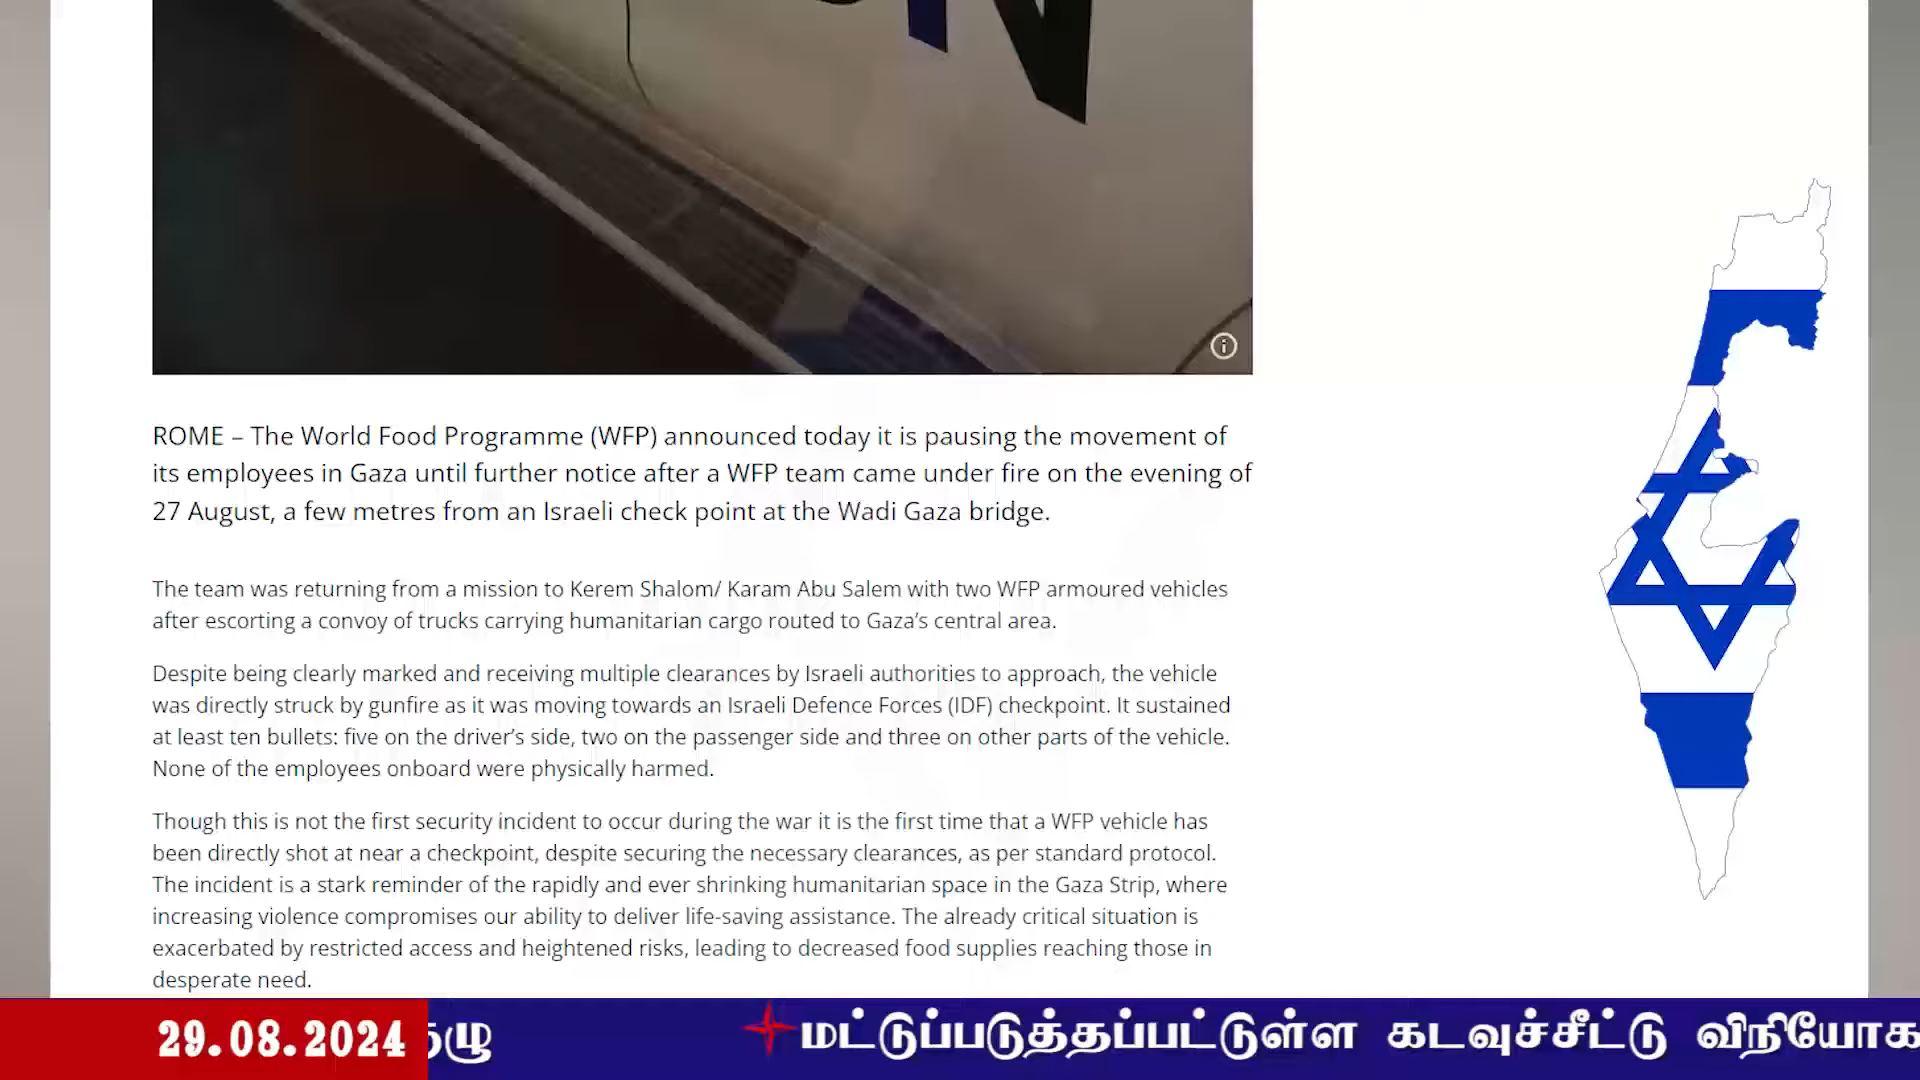 ROME – The World Food Programme (WFP) announced today it is pausing the movement of
its employees in Gaza until further notice after a WFP team came under fire on the evening of
27 August, a few metres from an Israeli check point at the Wadi Gaza bridge.
The team was returning from a mission to Kerem Shalom/ Karam Abu Salem with two WFP armoured vehicles
after escorting a convoy of trucks carrying humanitarian cargo routed to Gaza’s central area.
Despite being clearly marked and receiving multiple clearances by Israeli authorities to approach, the vehicle
was directly struck by gunfire as it was moving towards an Israeli Defence Forces (IDF) checkpoint. It sustained
at least ten bullets: five on the driver’s side, two on the passenger side and three on other parts of the vehicle.
None of the employees onboard were physically harmed.
Though this is not the first security incident to occur during the war it is the first time that a WFP vehicle has
been directly shot at near a checkpoint, despite securing the necessary clearances, as per standard protocol.
The incident is a stark reminder of the rapidly and ever shrinking humanitarian space in the Gaza Strip, where
increasing violence compromises our ability to deliver life-saving assistance. The already critical situation is
exacerbated by restricted access and heightened risks, leading to decreased food supplies reaching those in
desperate need.
29.08.2024 ழு மட்டுப்படுத்தப்பட்டுள்ள கடவுச்சீட்டு விநியோக